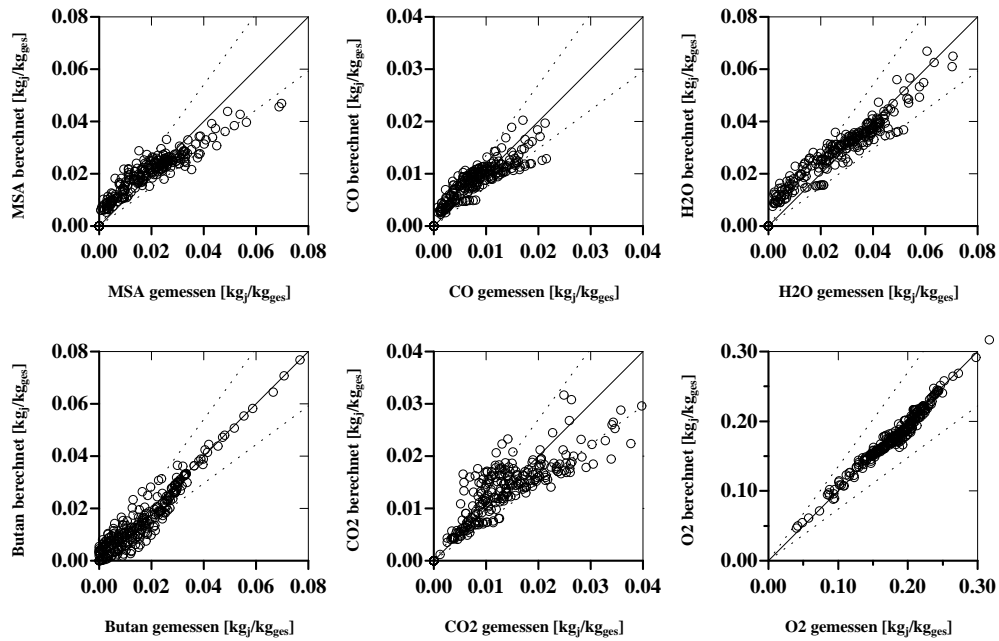 MSA berechnet [kgj/kgges]
0.08
0.06
0.04
0.02
0.00
0.00 0.02 0.04 0.06 0.08
MSA gemessen [kgj/kgges]
CO berechnet [kgj/kgges]
0.04
0.03
0.02
0.01
0.00
0.00 0.01 0.02 0.03 0.04
CO gemessen [kgj/kgges]
H2O berechnet [kgj/kgges]
0.08
0.06
0.04
0.02
0.00
0.00 0.02 0.04 0.06 0.08
H2O gemessen [kgj/kgges]
Butan berechnet [kgj/kgges]
0.08
0.06
0.04
0.02
0.00
0.00 0.02 0.04 0.06 0.08
Butan gemessen [kgj/kgges]
CO2 berechnet [kgj/kgges]
0.04
0.03
0.02
0.01
0.00
0.00 0.01 0.02 0.03 0.04
CO2 gemessen [kgj/kgges]
O2 berechnet [kgj/kgges]
0.30
0.20
0.10
0.00
0.00 0.10 0.20 0.30
O2 gemessen [kgj/kgges]